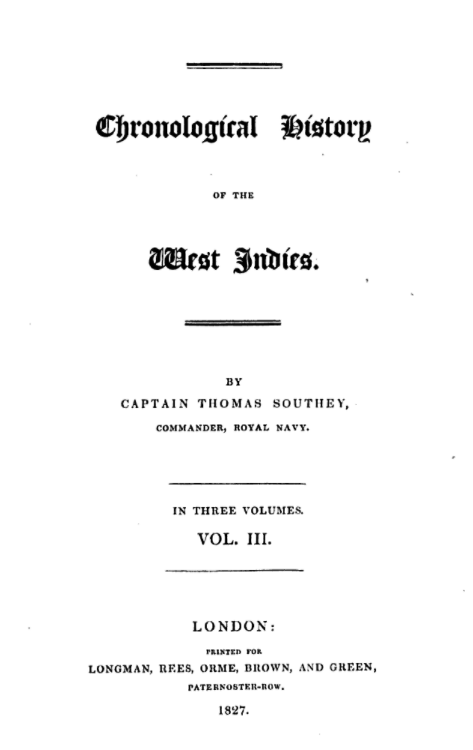 Chronological History
OF THE
West Indies.
BY
CAPTAIN THOMAS SOUTHEY,
COMMANDER, ROYAL NAVY.
IN THREE VOLUMES.
VOL. III.
LONDON:
PRINTED FOR
LONGMAN, REES, ORME, BROWN, AND GREEN,
PATERNOSTER-ROW.
1827.